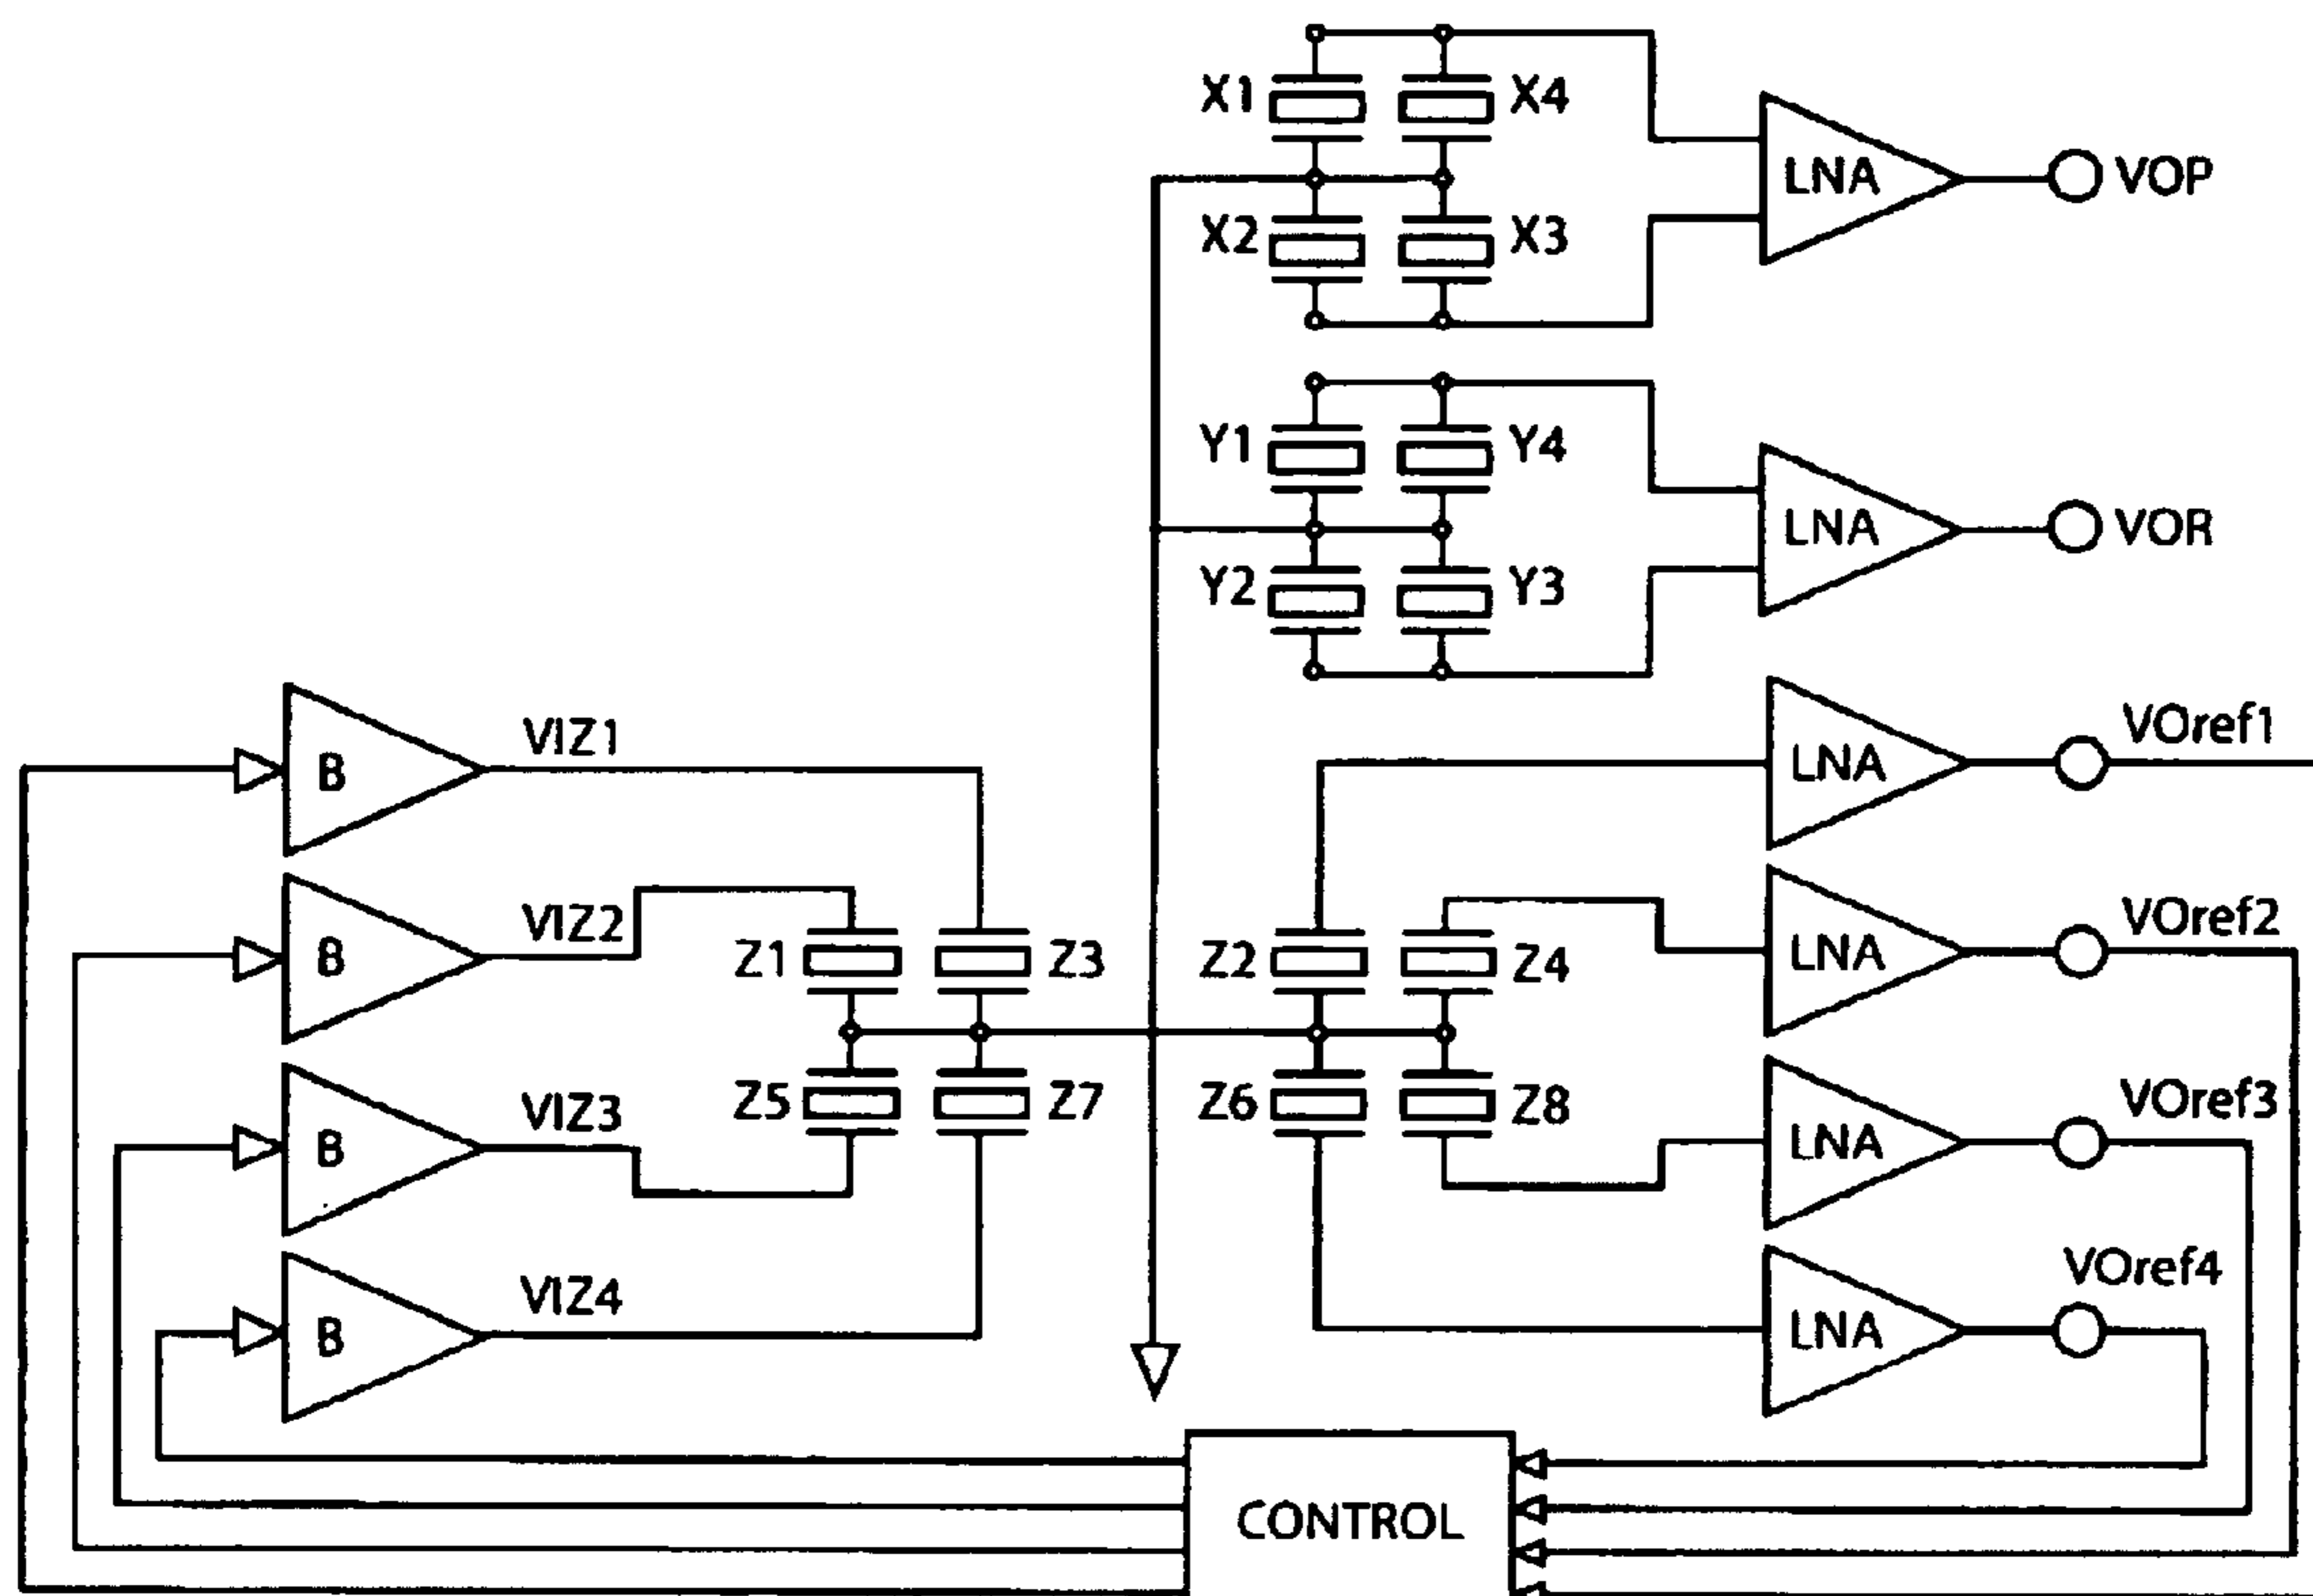 X1
X4
LNA
VOP
X2
X3
Y1
Y4
LNA
VOR
Y2
Y3
B
VIZ1
LNA
VOref1
B
VIZ2
Z1
Z3
Z2
Z4
LNA
VOref2
B
VIZ3
Z5
Z7
Z6
Z8
LNA
VOref3
B
VIZ4
LNA
VOref4
CONTROL